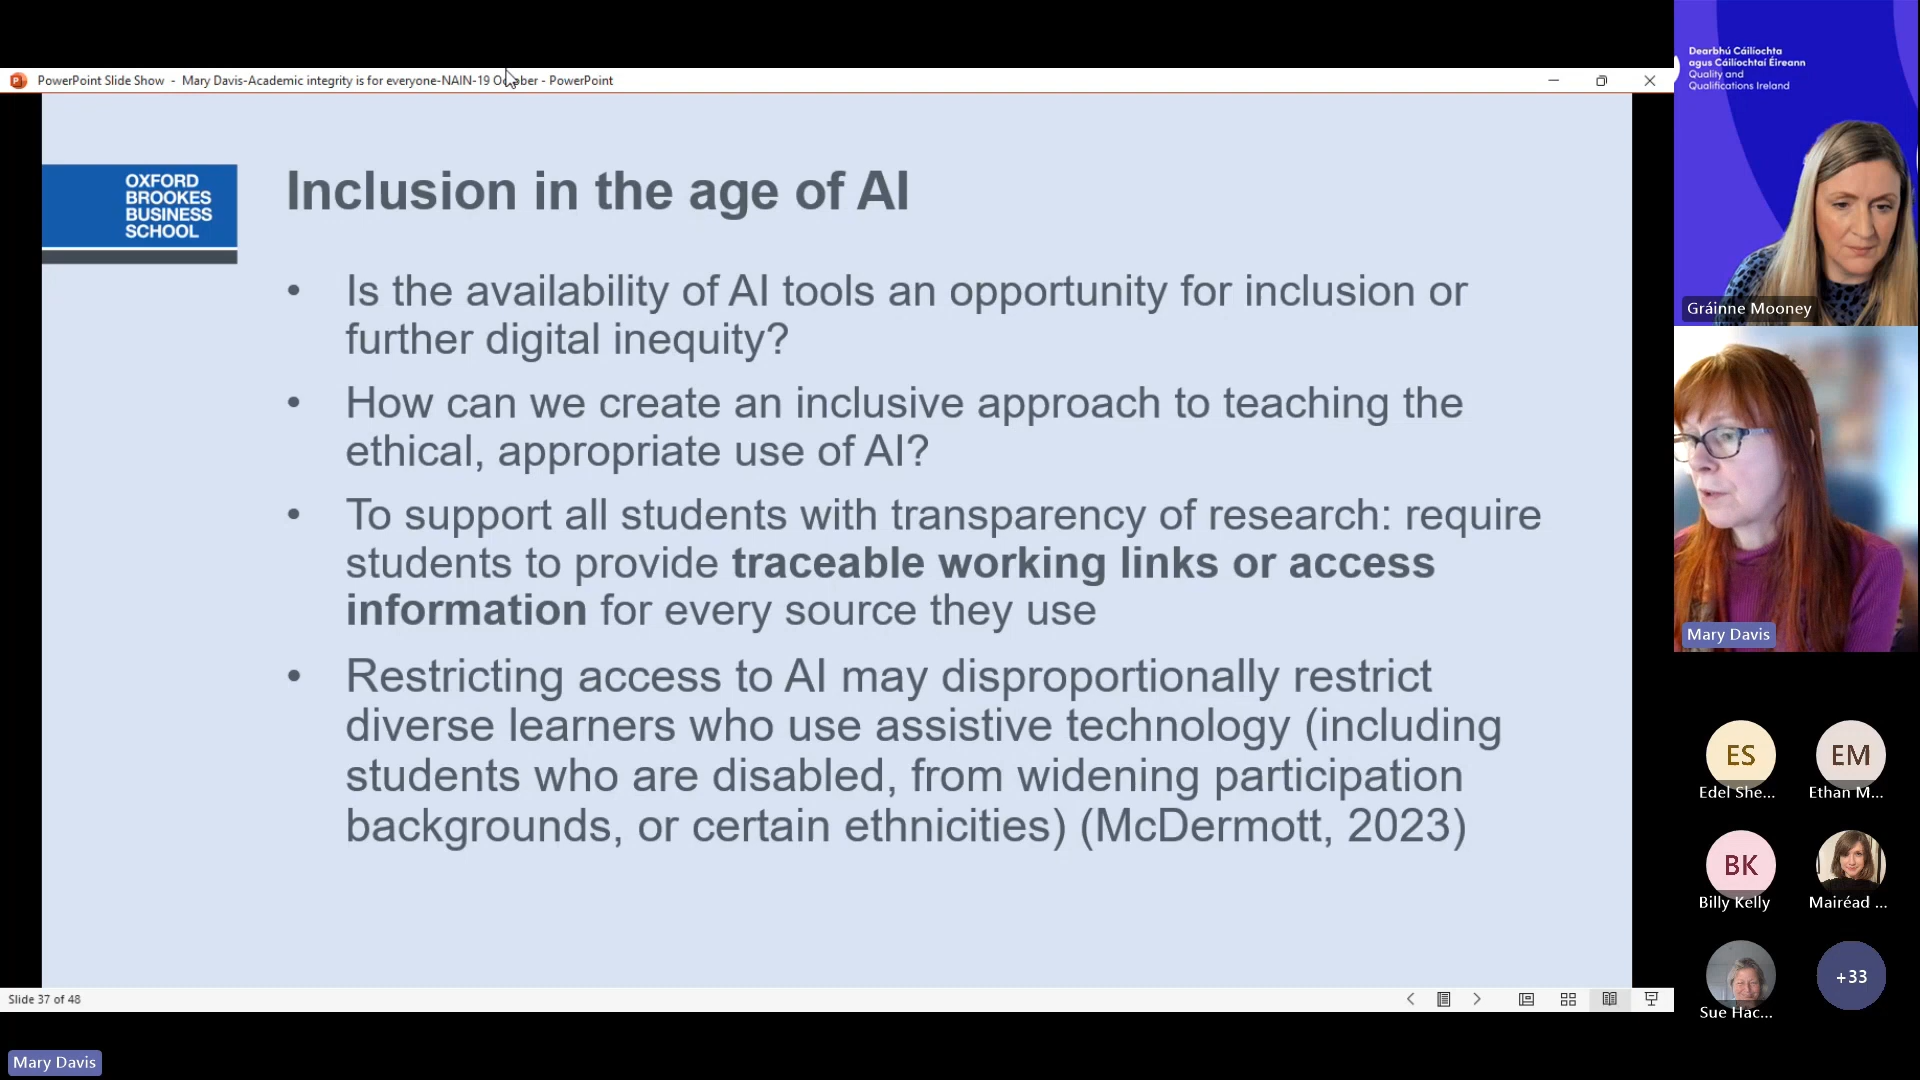 PowerPoint Slide Show - Mary Davis-Academic integrity is for everyone-NAIN-19 October - PowerPoint
OXFORD
BROOKES
BUSINESS
SCHOOL
Inclusion in the age of AI
• Is the availability of AI tools an opportunity for inclusion or
further digital inequity?
• How can we create an inclusive approach to teaching the
ethical, appropriate use of AI?
• To support all students with transparency of research: require
students to provide traceable working links or access
information for every source they use
• Restricting access to AI may disproportionally restrict
diverse learners who use assistive technology (including
students who are disabled, from widening participation
backgrounds, or certain ethnicities) (McDermott, 2023)
Slide 37 of 48
Mary Davis
Dearbhú Cáilíochta
agus Cáilíochtaí Éireann
Quality and
Qualifications Ireland
Gráinne Mooney
Mary Davis
ES
Edel She...
EM
Ethan M...
BK
Billy Kelly
Mairéad ...
Sue Hac...
+33